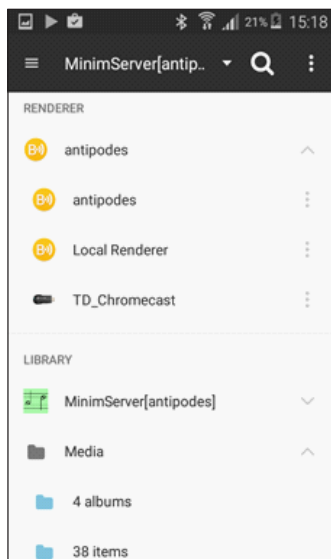 21% 15:18
MinimServer[antip..
RENDERER
antipodes
antipodes
Local Renderer
TD_Chromecast
LIBRARY
MinimServer[antipodes]
Media
4 albums
38 items